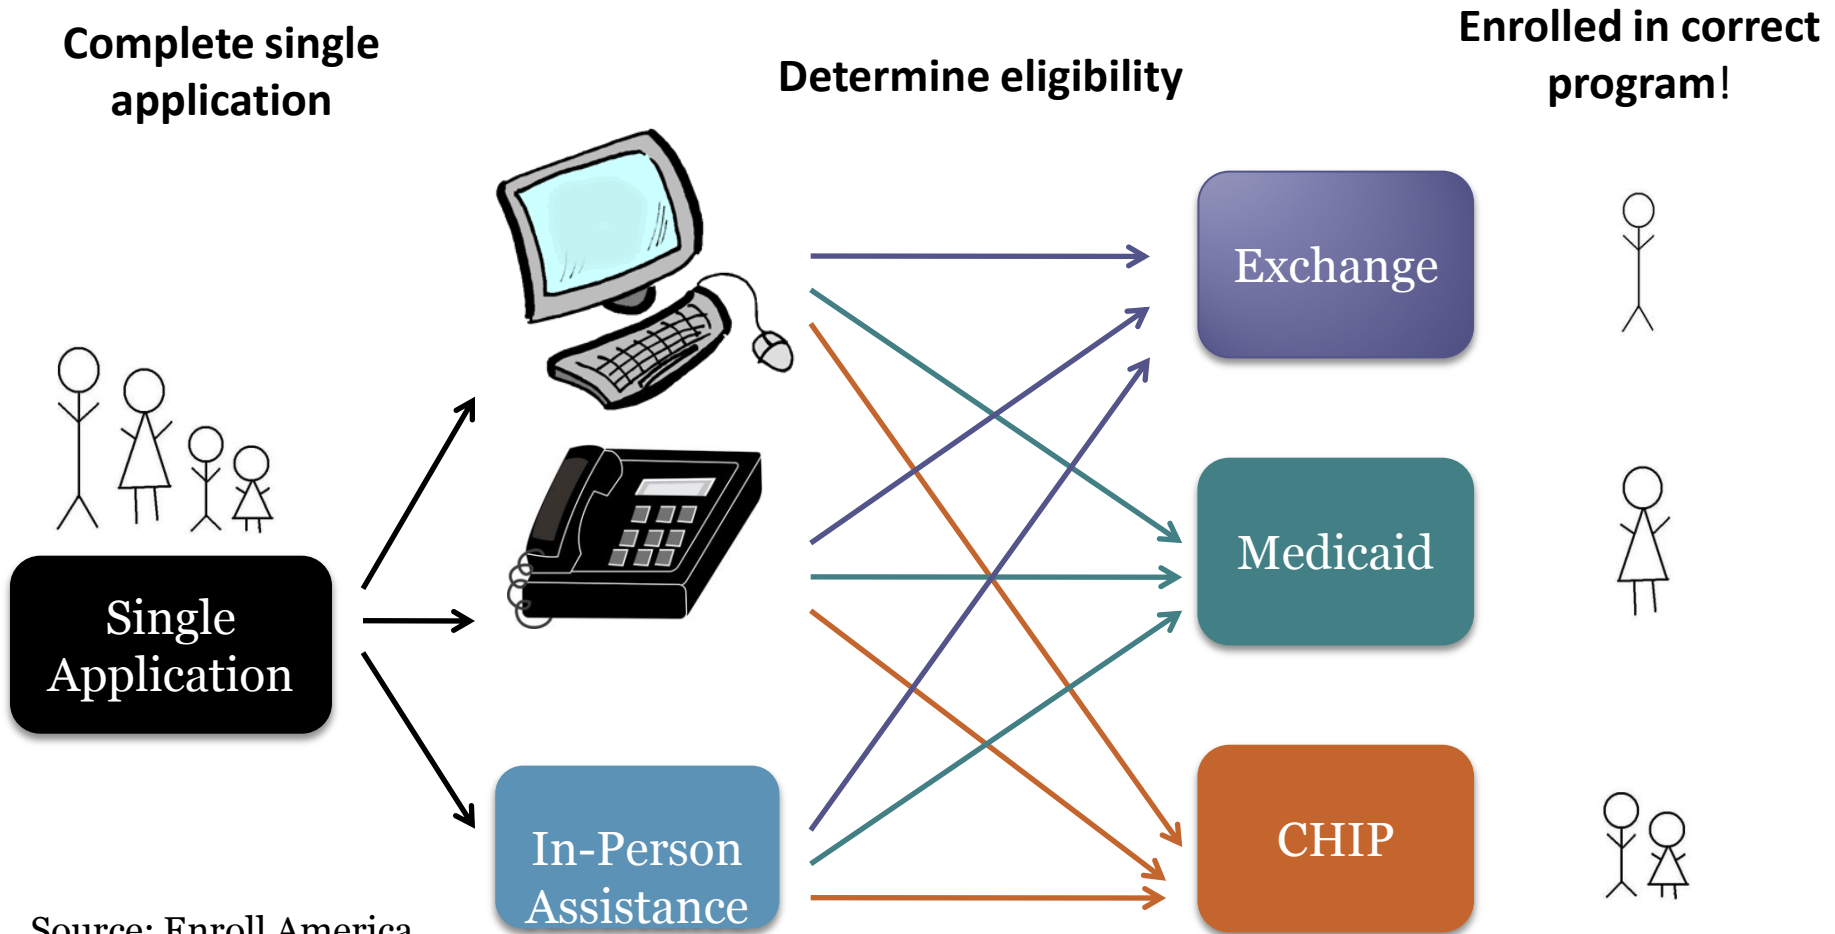 Complete single
application
Determine eligibility
Enrolled in correct
program!
Exchange
Single
Application
Medicaid
In-Person
Assistance
CHIP
Source: Enroll America